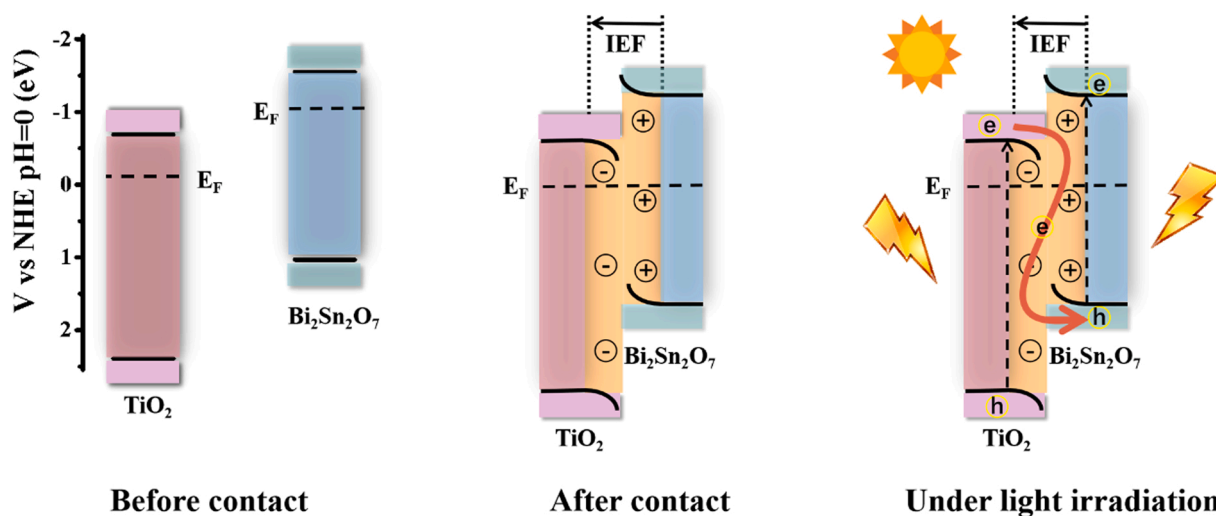 V vs NHE pH=0 (eV)
-2
-1
0
1
2
E_F
E_F
TiO₂
Bi₂Sn₂O₇
Before contact
IEF
E_F
+
-
+
-
+
-
Bi₂Sn₂O₇
TiO₂
After contact
IEF
e
e
+
-
E_F
+
e
-
+
h
-
h
Bi₂Sn₂O₇
TiO₂
Under light irradiation